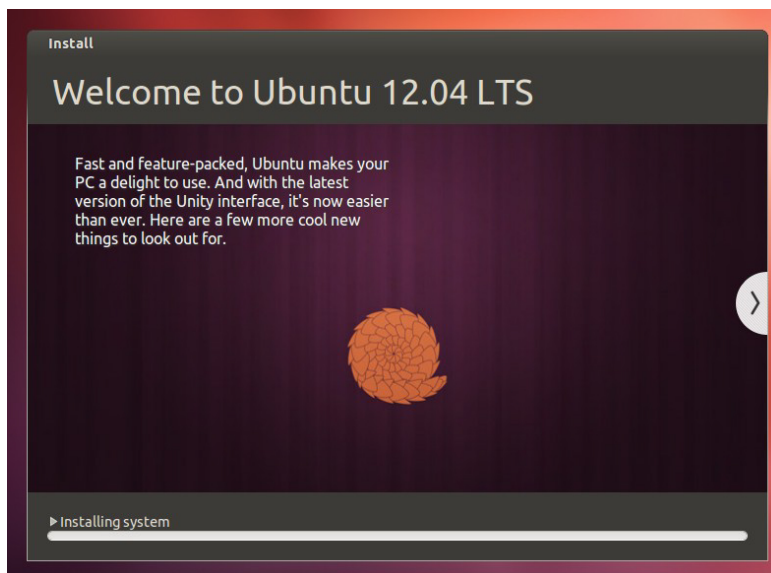 Install
Welcome to Ubuntu 12.04 LTS
Fast and feature-packed, Ubuntu makes your
PC a delight to use. And with the latest
version of the Unity interface, it's now easier
than ever. Here are a few more cool new
things to look out for.
Installing system